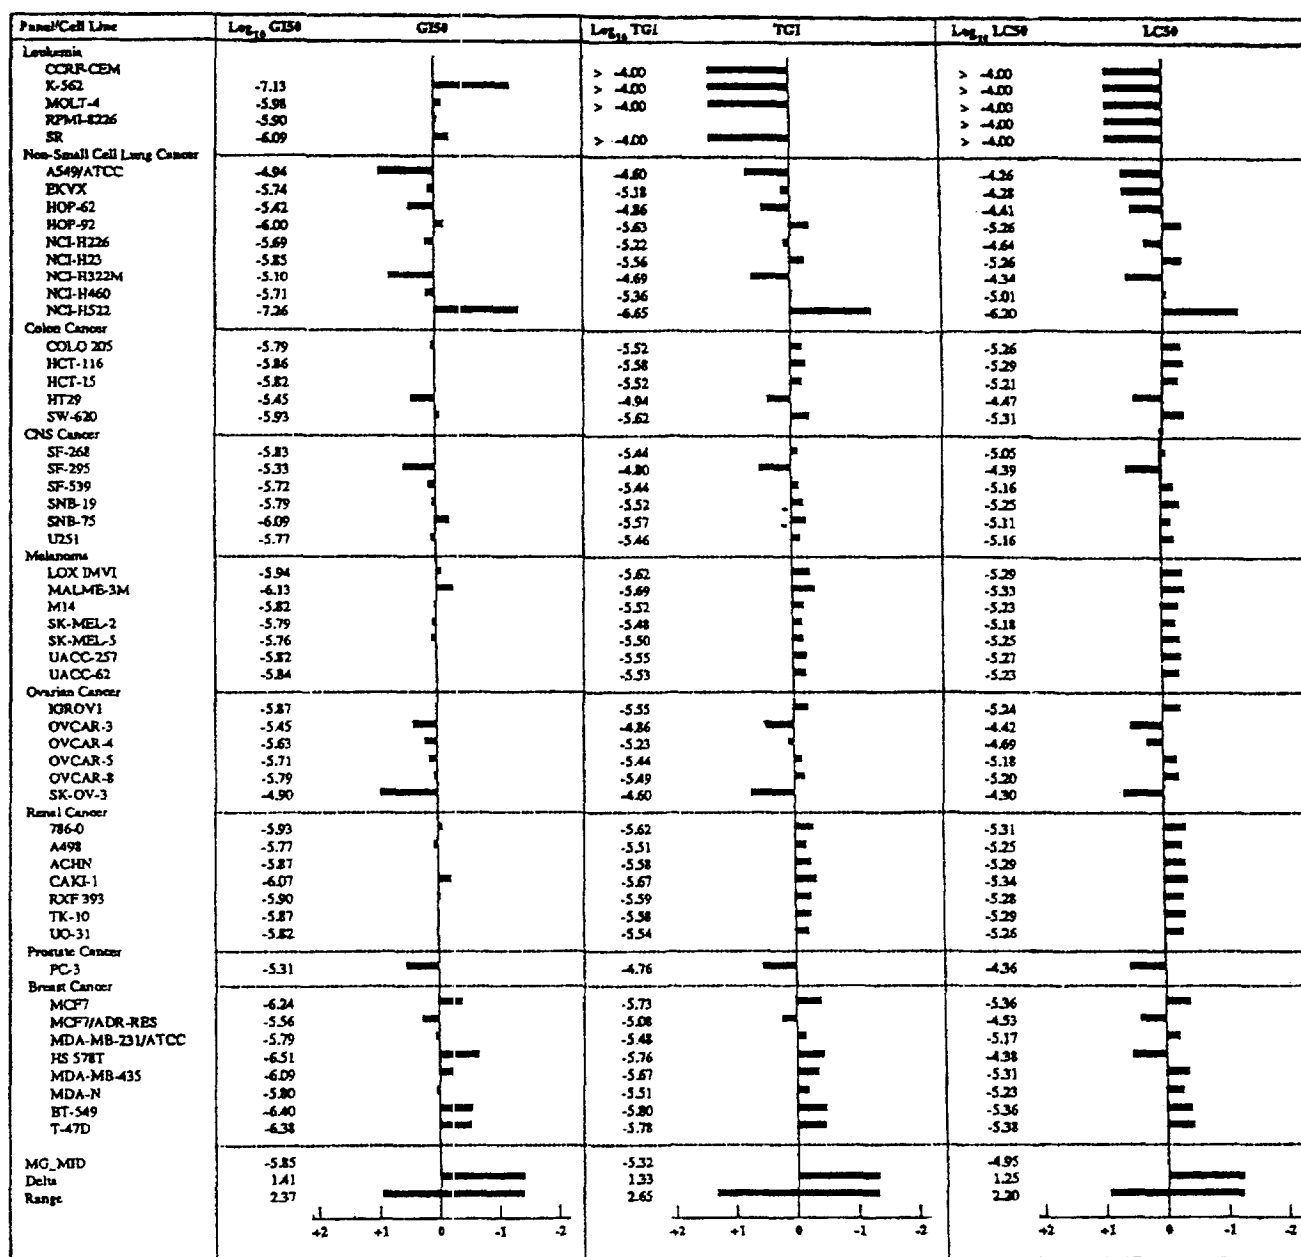 Panel/Cell Line Log10 GI50 GI50 Log10 TGI TGI Log10 LC50 LC50
Leukemia
CCRF-CEM > -4.00 > -4.00
K-562 -7.13 > -4.00 > -4.00
MOLT-4 -5.98 > -4.00 > -4.00
RPMI-8226 -5.90 > -4.00
SR -6.09 > -4.00 > -4.00
Non-Small Cell Lung Cancer
A549/ATCC -4.94 -4.60 -4.26
EKVX -5.74 -5.18 -4.28
HOP-62 -5.42 -4.86 -4.41
HOP-92 -6.00 -5.63 -5.26
NCI-H226 -5.69 -5.22 -4.64
NCI-H23 -5.85 -5.56 -5.26
NCI-H322M -5.10 -4.69 -4.34
NCI-H460 -5.71 -5.36 -5.01
NCI-H522 -7.26 -6.65 -6.20
Colon Cancer
COLO 205 -5.79 -5.52 -5.26
HCT-116 -5.86 -5.58 -5.29
HCT-15 -5.82 -5.52 -5.21
HT29 -5.45 -4.94 -4.47
SW-620 -5.93 -5.62 -5.31
CNS Cancer
SF-268 -5.83 -5.44 -5.05
SF-295 -5.33 -4.80 -4.39
SF-539 -5.72 -5.44 -5.16
SNB-19 -5.79 -5.52 -5.25
SNB-75 -6.09 -5.57 -5.11
U251 -5.77 -5.46 -5.16
Melanoma
LOX IMVI -5.94 -5.62 -5.29
MALME-3M -6.13 -5.69 -5.33
M14 -5.82 -5.52 -5.23
SK-MEL-2 -5.79 -5.48 -5.18
SK-MEL-5 -5.76 -5.50 -5.25
UACC-257 -5.82 -5.55 -5.27
UACC-62 -5.84 -5.53 -5.23
Ovarian Cancer
IGROV1 -5.87 -5.55 -5.24
OVCAR-3 -5.45 -4.86 -4.42
OVCAR-4 -5.63 -5.23 -4.69
OVCAR-5 -5.71 -5.44 -5.18
OVCAR-8 -5.79 -5.49 -5.20
SK-OV-3 -4.90 -4.60 -4.30
Renal Cancer
786-0 -5.93 -5.62 -5.31
A498 -5.77 -5.51 -5.25
ACHN -5.87 -5.58 -5.29
CAKI-1 -6.07 -5.67 -5.34
RXF 393 -5.90 -5.59 -5.28
TK-10 -5.87 -5.58 -5.29
UO-31 -5.82 -5.54 -5.26
Prostate Cancer
PC-3 -5.31 -4.76 -4.36
Breast Cancer
MCF7 -6.24 -5.73 -5.36
MCF7/ADR-RES -5.56 -5.08 -4.53
MDA-MB-231/ATCC -5.79 -5.48 -5.17
HS 578T -6.51 -5.76 -4.38
MDA-MB-435 -6.09 -5.67 -5.31
MDA-N -5.80 -5.51 -5.23
BT-549 -6.40 -5.80 -5.36
T-47D -6.38 -5.78 -5.38
MG_MID -5.85 -5.32 -4.95
Delta 1.41 1.33 1.25
Range 2.37 2.65 2.20
+2 +1 0 -1 -2 +2 +1 0 -1 -2 +2 +1 0 -1 -2